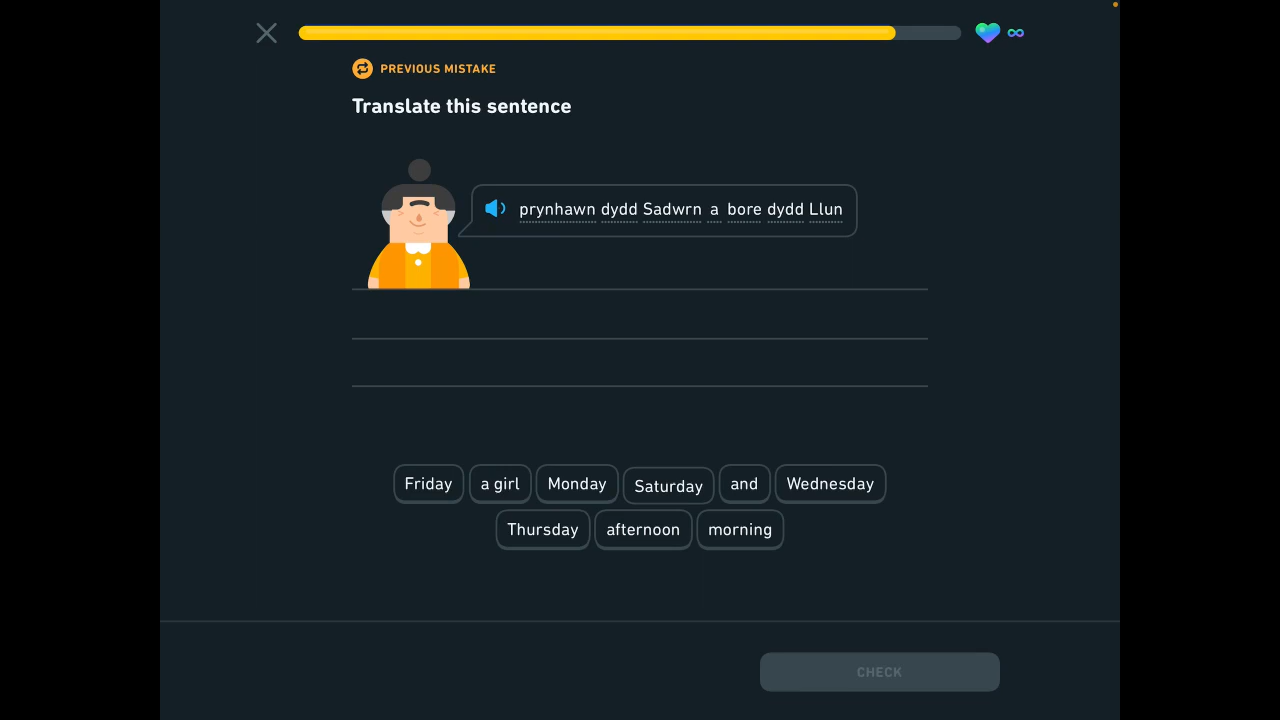 PREVIOUS MISTAKE
Translate this sentence
prynhawn dydd Sadwrn a bore dydd Llun
Friday a girl Monday Saturday and Wednesday
Thursday afternoon morning
CHECK